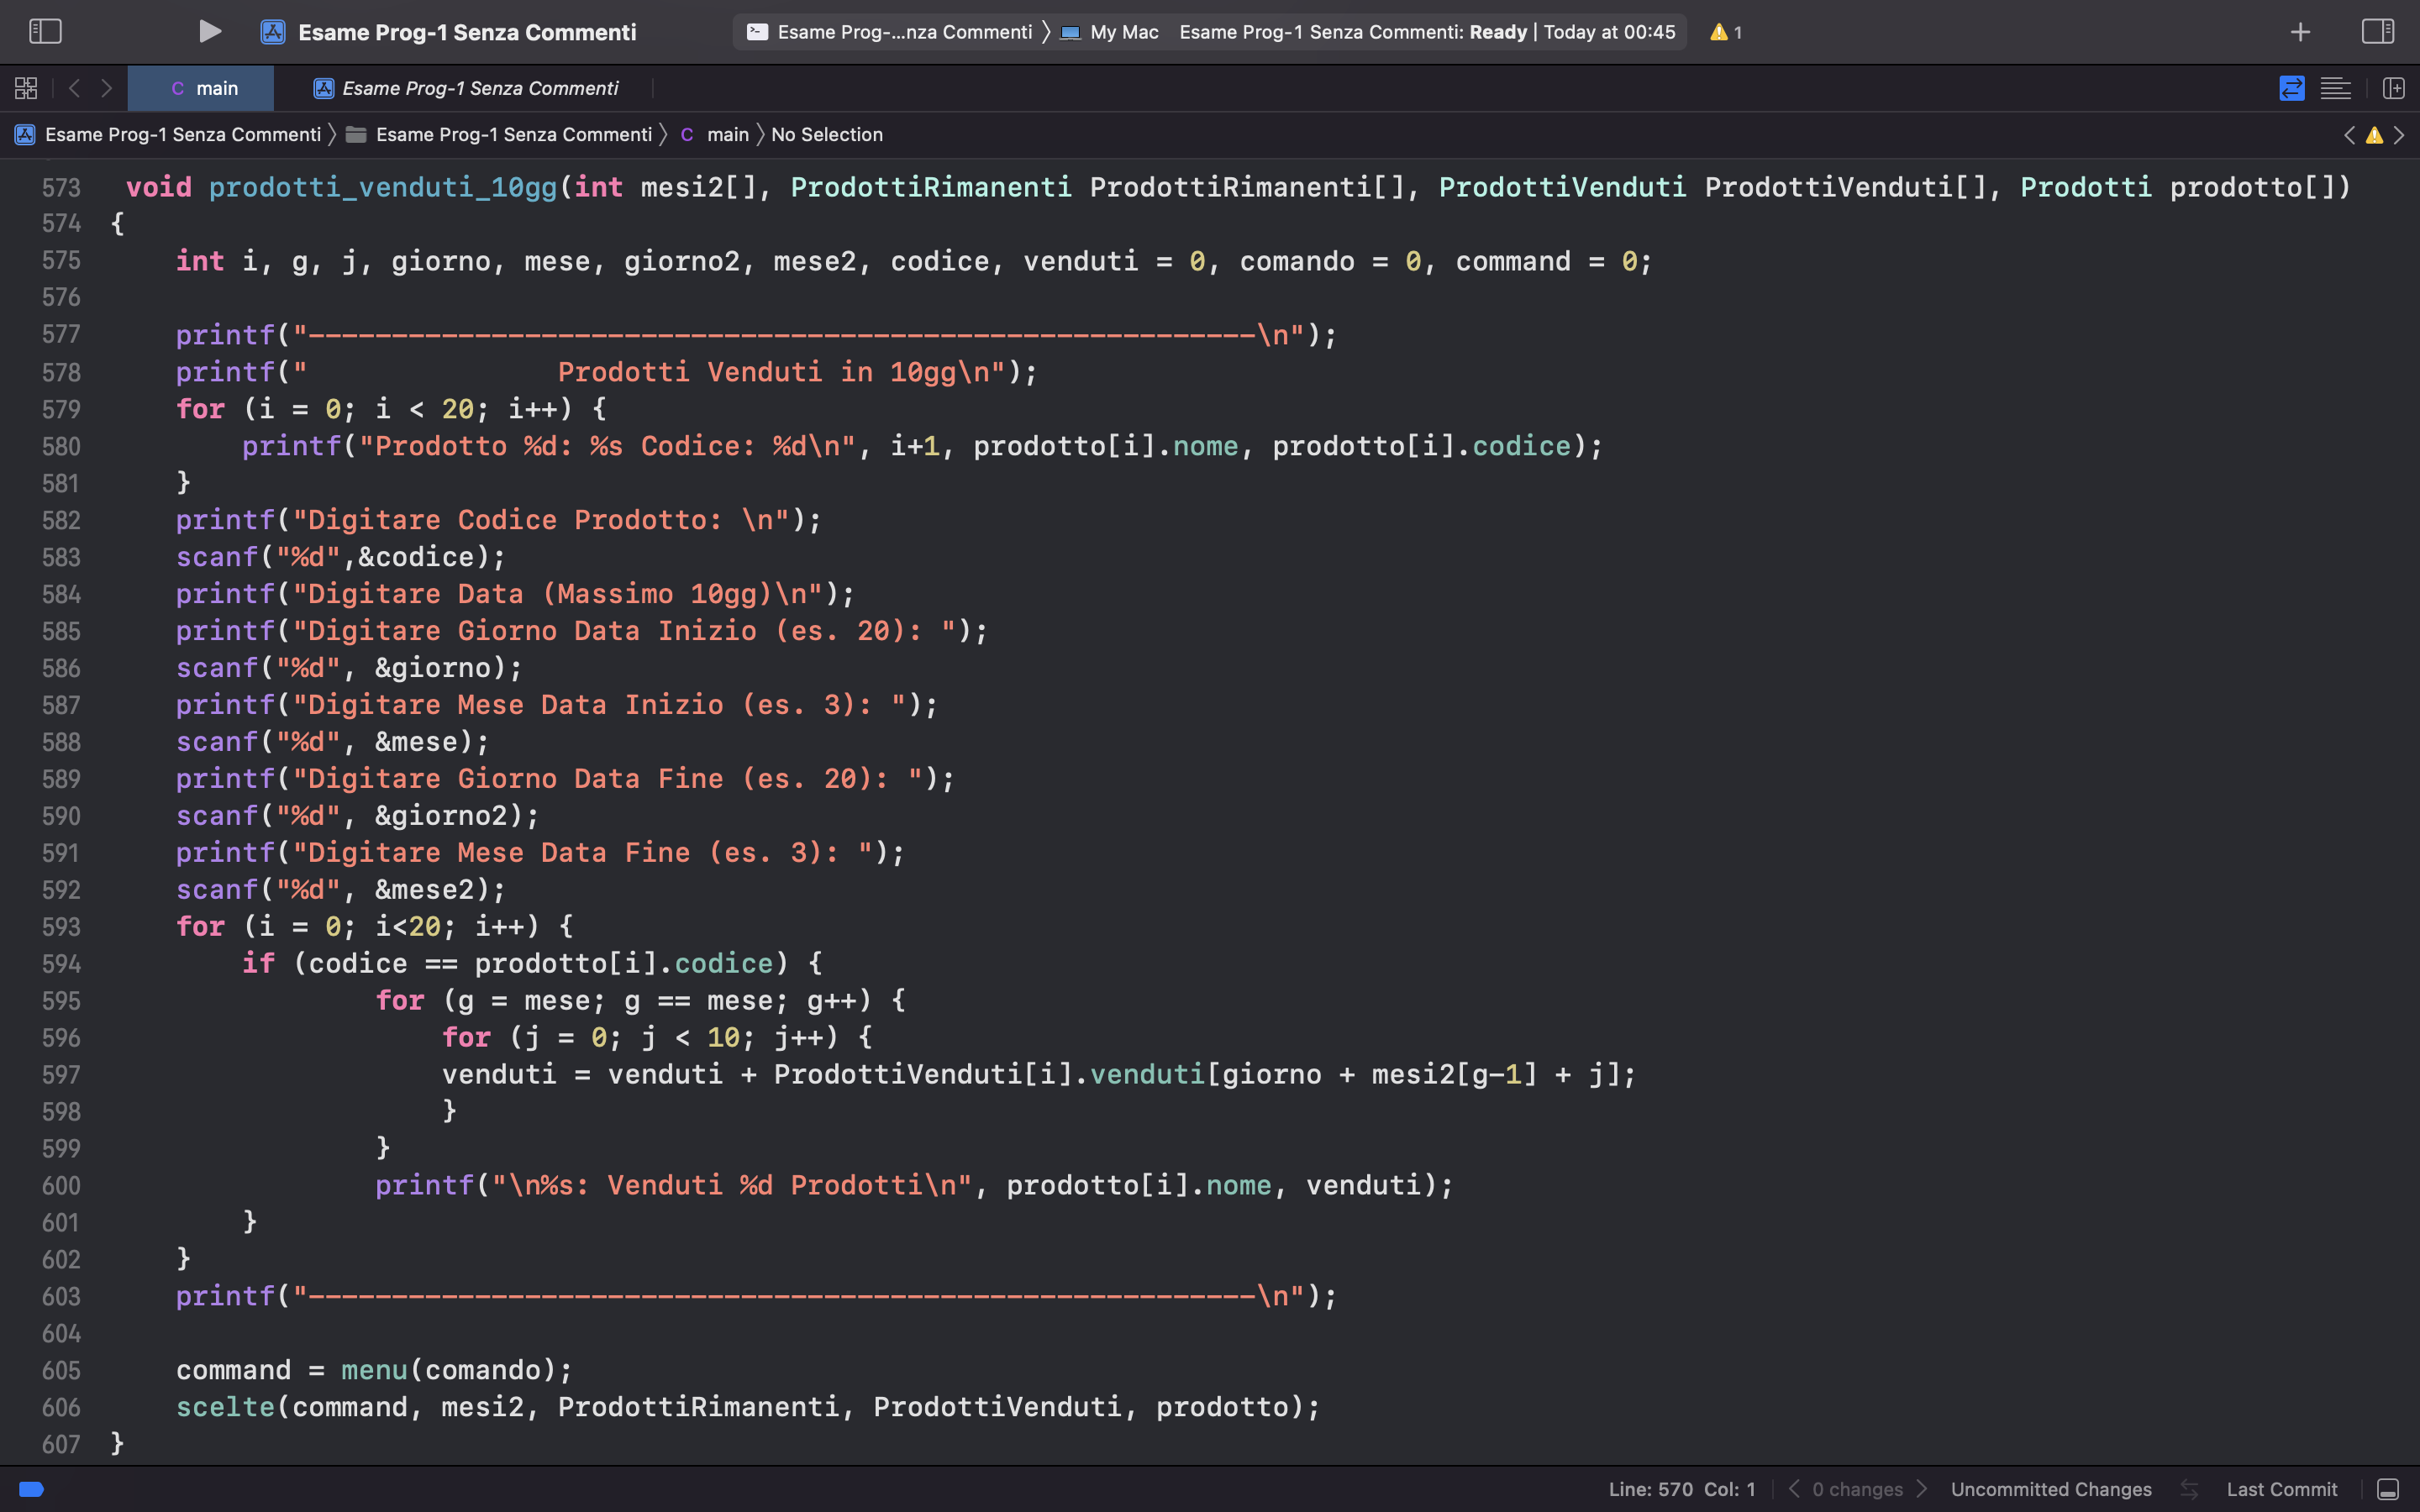 Esame Prog-1 Senza Commenti
Esame Prog-...nza Commenti 〉 My Mac Esame Prog-1 Senza Commenti: Ready | Today at 00:45 1
C main Esame Prog-1 Senza Commenti
Esame Prog-1 Senza Commenti 〉 Esame Prog-1 Senza Commenti 〉 C main 〉 No Selection
573 void prodotti_venduti_10gg(int mesi2[], ProdottiRimanenti ProdottiRimanenti[], ProdottiVenduti ProdottiVenduti[], Prodotti prodotto[])
574 {
575     int i, g, j, giorno, mese, giorno2, mese2, codice, venduti = 0, comando = 0, command = 0;
576
577     printf("---------------------------------------------------------\n");
578     printf("               Prodotti Venduti in 10gg\n");
579     for (i = 0; i < 20; i++) {
580         printf("Prodotto %d: %s Codice: %d\n", i+1, prodotto[i].nome, prodotto[i].codice);
581     }
582     printf("Digitare Codice Prodotto: \n");
583     scanf("%d",&codice);
584     printf("Digitare Data (Massimo 10gg)\n");
585     printf("Digitare Giorno Data Inizio (es. 20): ");
586     scanf("%d", &giorno);
587     printf("Digitare Mese Data Inizio (es. 3): ");
588     scanf("%d", &mese);
589     printf("Digitare Giorno Data Fine (es. 20): ");
590     scanf("%d", &giorno2);
591     printf("Digitare Mese Data Fine (es. 3): ");
592     scanf("%d", &mese2);
593     for (i = 0; i<20; i++) {
594         if (codice == prodotto[i].codice) {
595                 for (g = mese; g == mese; g++) {
596                     for (j = 0; j < 10; j++) {
597                     venduti = venduti + ProdottiVenduti[i].venduti[giorno + mesi2[g-1] + j];
598                     }
599                 }
600                 printf("\n%s: Venduti %d Prodotti\n", prodotto[i].nome, venduti);
601         }
602     }
603     printf("---------------------------------------------------------\n");
604
605     command = menu(comando);
606     scelte(command, mesi2, ProdottiRimanenti, ProdottiVenduti, prodotto);
607 }
Line: 570 Col: 1 0 changes Uncommitted Changes Last Commit